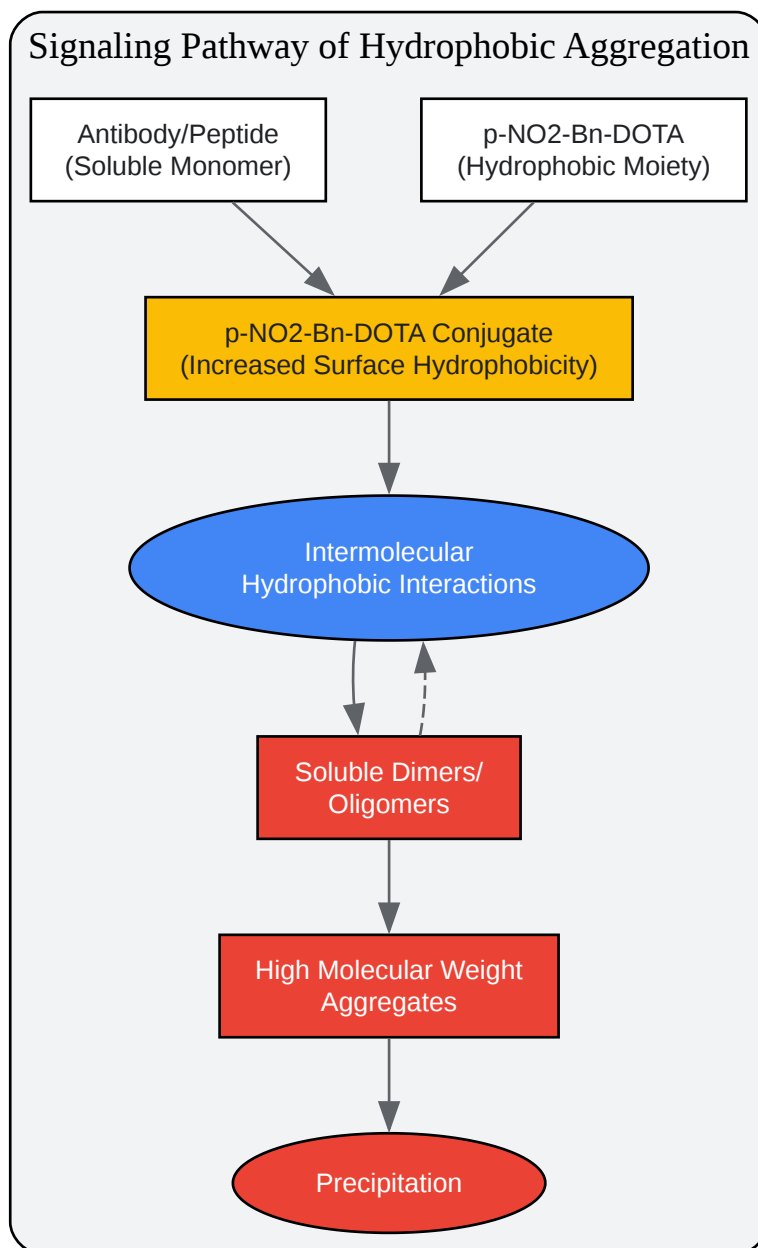 Signaling Pathway of Hydrophobic Aggregation
Antibody/Peptide
(Soluble Monomer)
p-NO2-Bn-DOTA
(Hydrophobic Moiety)
p-NO2-Bn-DOTA Conjugate
(Increased Surface Hydrophobicity)
Intermolecular
Hydrophobic Interactions
Soluble Dimers/
Oligomers
High Molecular Weight
Aggregates
Precipitation